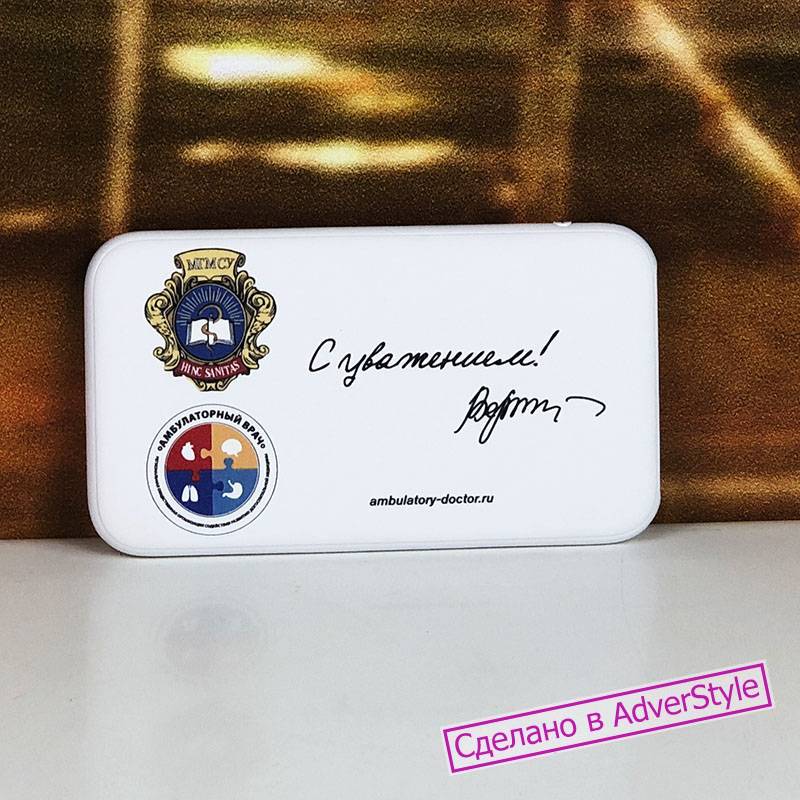 МГМСУ
HINC SANITAS
«АМБУЛАТОРНЫЙ ВРАЧ»
С уважением!
ambulatory-doctor.ru
Сделано в AdverStyle